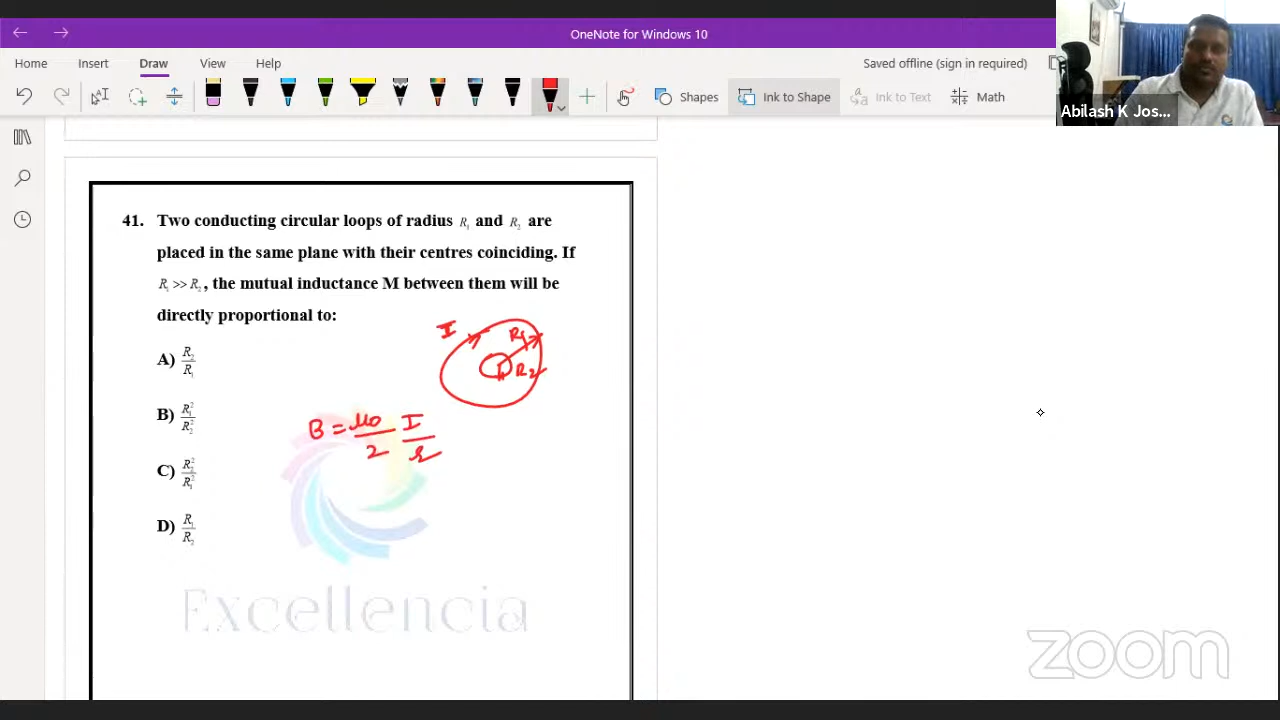 OneNote for Windows 10
Home Insert Draw View Help
Saved offline (sign in required)
Shapes Ink to Shape Ink to Text Math
Abilash K Jos...
41. Two conducting circular loops of radius R₁ and R₂ are
placed in the same plane with their centres coinciding. If
R₁ >> R₂, the mutual inductance M between them will be
directly proportional to:
I R₁
R₂
A) R₂/R₁
B) R₁²/R₂²
B = μ₀/2 I/r
C) R₂²/R₁²
D) R₁/R₂
Excellencia
zoom